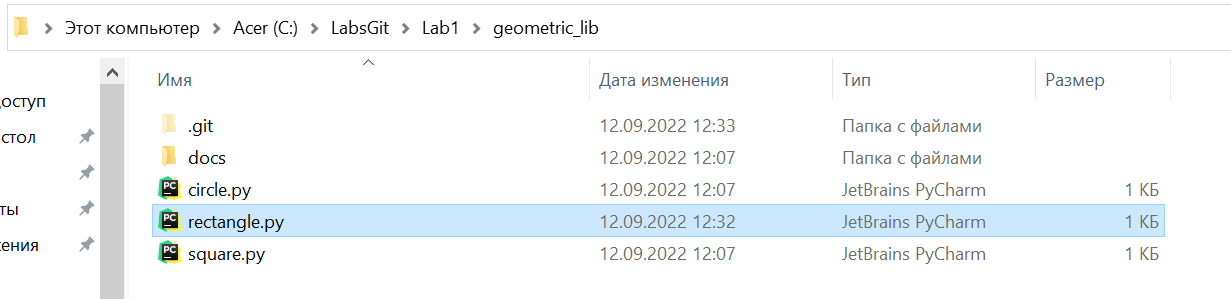 Этот компьютер > Acer (C:) > LabsGit > Lab1 > geometric_lib
Имя Дата изменения Тип Размер
.git 12.09.2022 12:33 Папка с файлами
docs 12.09.2022 12:07 Папка с файлами
circle.py 12.09.2022 12:07 JetBrains PyCharm 1 КБ
rectangle.py 12.09.2022 12:32 JetBrains PyCharm 1 КБ
square.py 12.09.2022 12:07 JetBrains PyCharm 1 КБ
оступ
стол
ты
жения